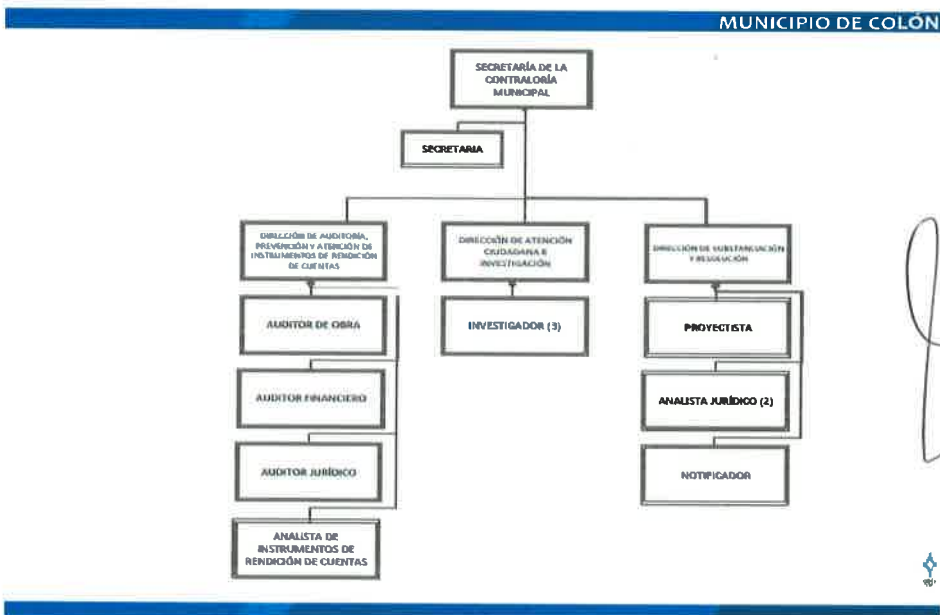 MUNICIPIO DE COLÓN
SECRETARÍA DE LA
CONTRALORÍA
MUNICIPAL
SECRETARIA
DIRECCIÓN DE AUDITORÍA,
PREVENCIÓN Y ATENCIÓN DE
INSTRUMENTOS DE RENDICIÓN
DE CUENTAS
AUDITOR DE OBRA
AUDITOR FINANCIERO
AUDITOR JURÍDICO
ANALISTA DE
INSTRUMENTOS DE
RENDICIÓN DE CUENTAS
DIRECCIÓN DE ATENCIÓN
CIUDADANA E
INVESTIGACIÓN
INVESTIGADOR (3)
DIRECCIÓN DE SUBSTANCIACIÓN
Y RESOLUCIÓN
PROYECTISTA
ANALISTA JURÍDICO (2)
NOTIFICADOR